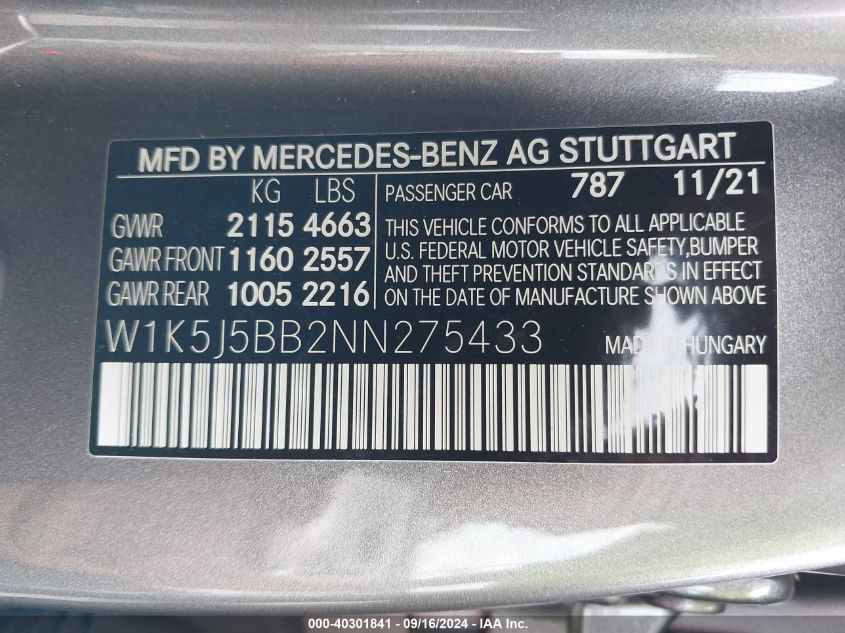 MFD BY MERCEDES-BENZ AG STUTTGART
KG LBS
GVWR 2115 4663
GAWR FRONT 1160 2557
GAWR REAR 1005 2216
PASSENGER CAR 787 11/21
THIS VEHICLE CONFORMS TO ALL APPLICABLE
U.S. FEDERAL MOTOR VEHICLE SAFETY,BUMPER
AND THEFT PREVENTION STANDARDS IN EFFECT
ON THE DATE OF MANUFACTURE SHOWN ABOVE
W1K5J5BB2NN275433 MADE IN HUNGARY
000-40301841 - 09/16/2024 - IAA Inc.